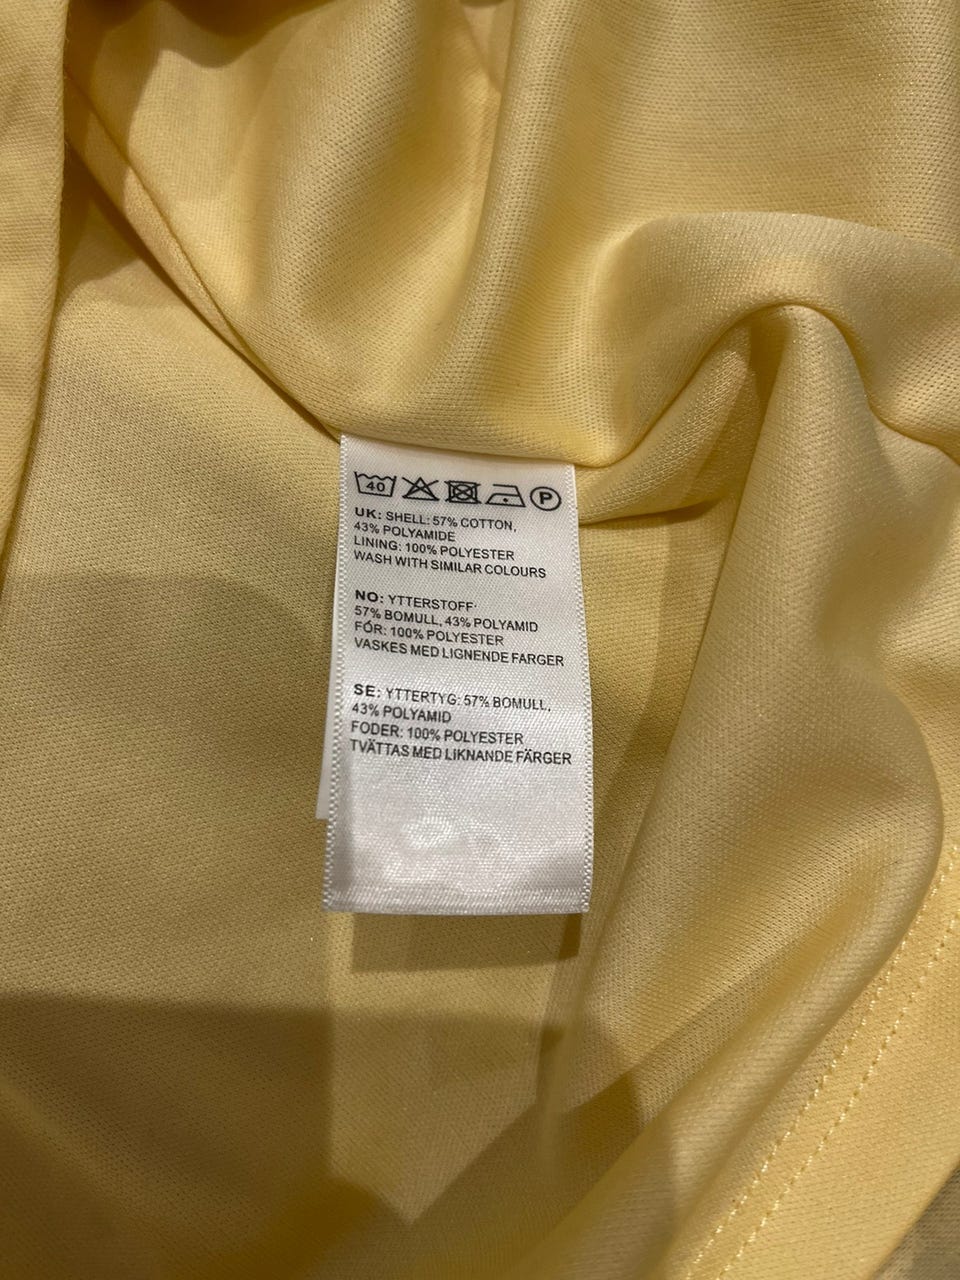 40 P
UK: SHELL: 57% COTTON,
43% POLYAMIDE
LINING: 100% POLYESTER
WASH WITH SIMILAR COLOURS
NO: YTTERSTOFF:
57% BOMULL, 43% POLYAMID
FÓR: 100% POLYESTER
VASKES MED LIGNENDE FARGER
SE: YTTERTYG: 57% BOMULL,
43% POLYAMID
FODER: 100% POLYESTER
TVÄTTAS MED LIKNANDE FÄRGER